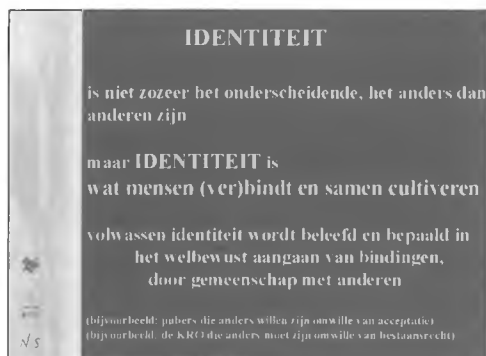 IDENTITEIT
is niet zozeer het onderscheidende, het anders dan
anderen zijn
maar IDENTITEIT is
wat mensen (ver)bindt en samen cultiveren
volwassen identiteit wordt beleefd en bepaald in
het welbewust aangaan van bindingen,
door gemeenschap met anderen
(bijvoorbeeld: pubers die anders willen zijn omwille van acceptatie)
(bijvoorbeeld: de KRO die anders moet zijn omwille van bestaansrecht)